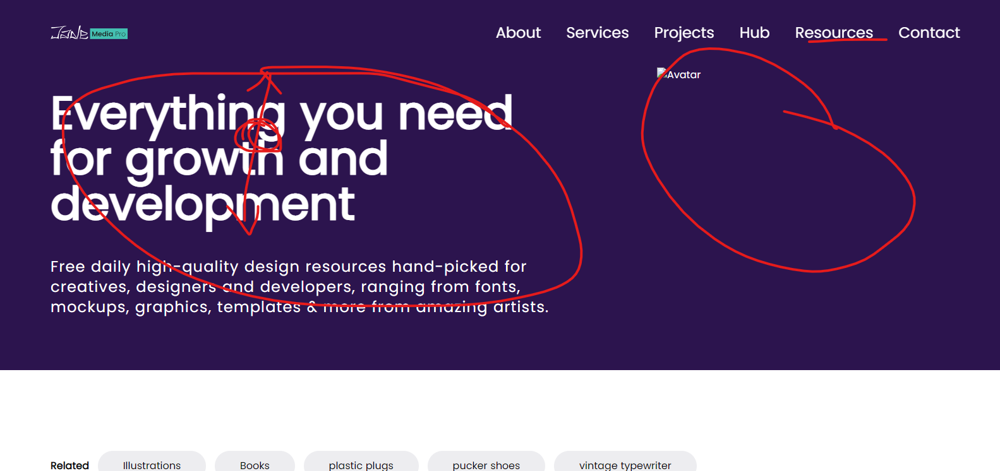 JANE Media Pro
About Services Projects Hub Resources Contact
Avatar
Everything you need
for growth and
development
Free daily high-quality design resources hand-picked for
creatives, designers and developers, ranging from fonts,
mockups, graphics, templates & more from amazing artists.
Related Illustrations Books plastic plugs pucker shoes vintage typewriter